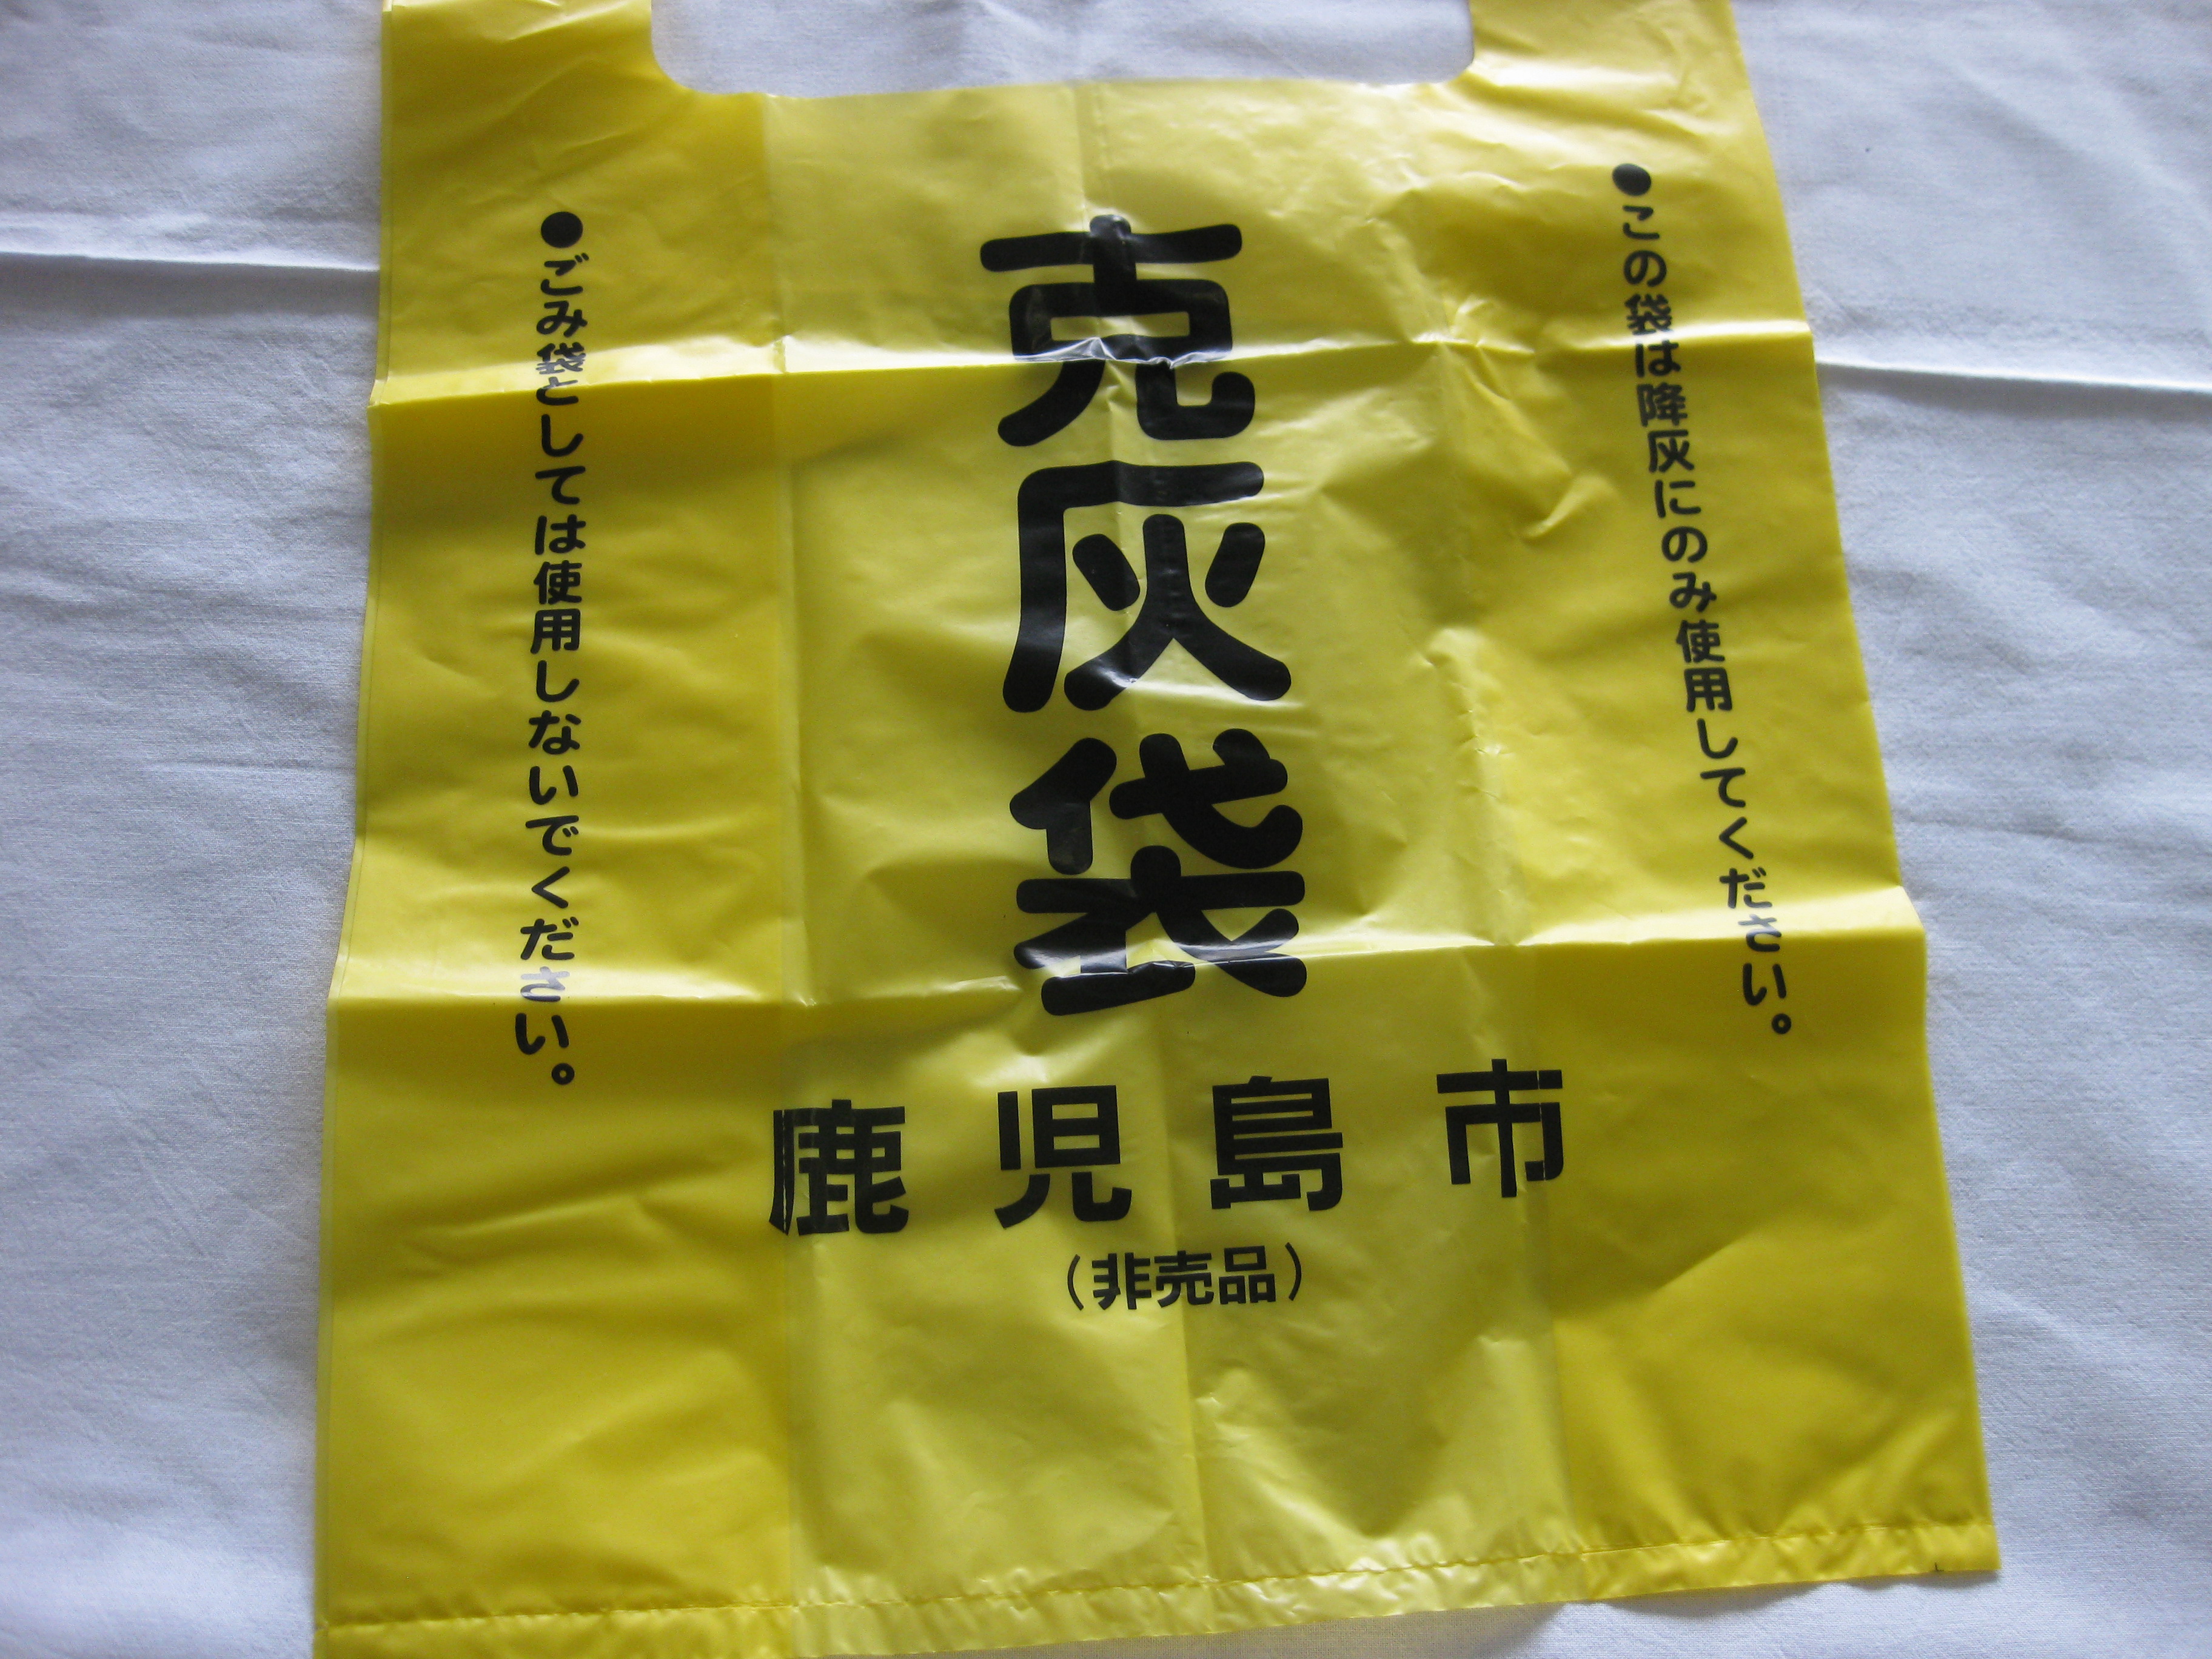 ●この袋は降灰にのみ使用してください。
克灰袋
●ごみ袋としては使用しないでください。
鹿児島市
（非売品）